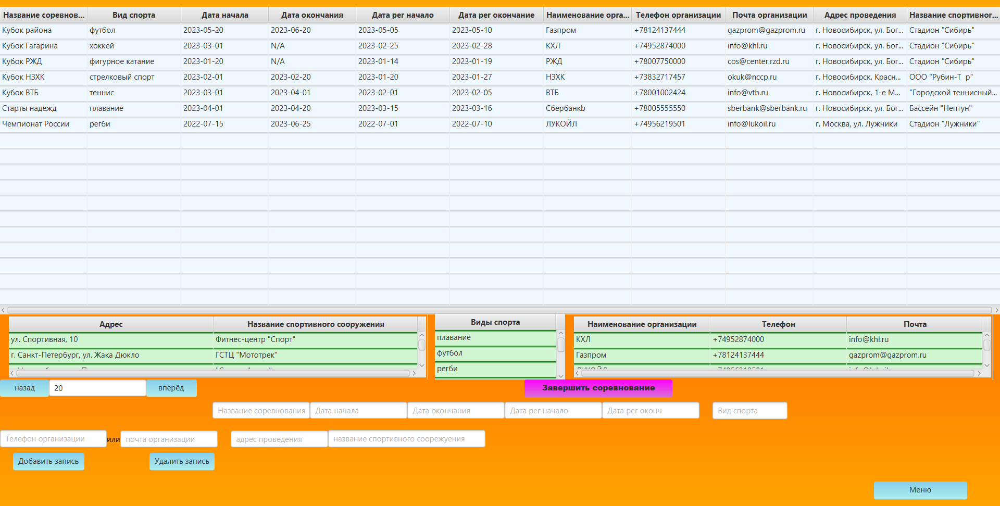 Название соревнов... Вид спорта Дата начала Дата окончания Дата рег начало Дата рег окончание Наименование орга... Телефон организации Почта организации Адрес проведения Название спортивног...
Кубок района футбол 2023-05-20 2023-06-20 2023-05-05 2023-05-10 Газпром +78124137444 gazprom@gazprom.ru г. Новосибирск, ул. Бог... Стадион "Сибирь"
Кубок Гагарина хоккей 2023-03-01 N/A 2023-02-25 2023-02-28 КХЛ +74952874000 info@khl.ru г. Новосибирск, ул. Бог... Стадион "Сибирь"
Кубок РЖД фигурное катание 2023-01-20 N/A 2023-01-14 2023-01-19 РЖД +78007750000 cos@center.rzd.ru г. Новосибирск, ул. Бог... Стадион "Сибирь"
Кубок НЗХК стрелковый спорт 2023-02-01 2023-02-20 2023-01-20 2023-01-27 НЗХК +73832717457 okuk@nccp.ru г. Новосибирск, Красн... ООО "Рубин-Т р"
Кубок ВТБ теннис 2023-03-01 2023-04-01 2023-02-01 2023-02-05 ВТБ +78001002424 info@vtb.ru г. Новосибирск, 1-е М... "Городской теннисный...
Старты надежд плавание 2023-04-01 2023-04-20 2023-03-15 2023-03-16 Сбербанкb +78005555550 sberbank@sberbank.ru г. Новосибирск, ул. Бог... Бассейн "Нептун"
Чемпионат России регби 2022-07-15 2023-06-25 2022-07-01 2022-07-10 ЛУКОЙЛ +74956219501 info@lukoil.ru г. Москва, ул. Лужники Стадион "Лужники"
Адрес Название спортивного сооружения
ул. Спортивная, 10 Фитнес-центр "Спорт"
г. Санкт-Петербург, ул. Жака Дюкло ГСТЦ "Мототрек"
Виды спорта
плавание
футбол
регби
Наименование организации Телефон Почта
КХЛ +74952874000 info@khl.ru
Газпром +78124137444 gazprom@gazprom.ru
назад 20 вперёд Завершить соревнование
Название соревнования Дата начала Дата окончания Дата рег начало Дата рег оконч Вид спорта
Телефон организации или почта организации адрес проведения название спортивного соорежуения
Добавить запись Удалить запись
Меню